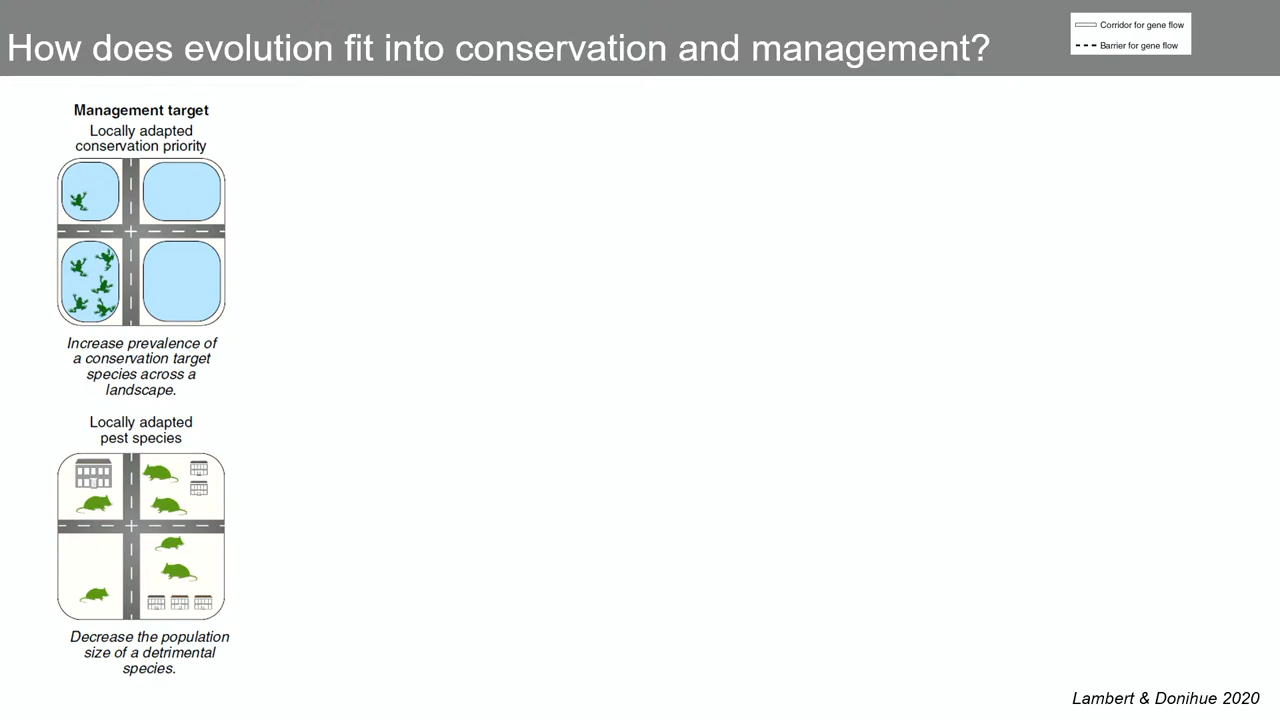 How does evolution fit into conservation and management?
Corridor for gene flow
Barrier for gene flow
Management target
Locally adapted
conservation priority
Increase prevalence of
a conservation target
species across a
landscape.
Locally adapted
pest species
Decrease the population
size of a detrimental
species.
Lambert & Donihue 2020